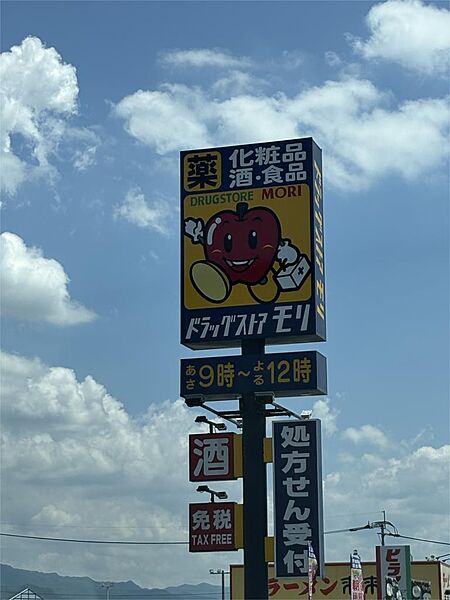 薬
化粧品
酒・食品
DRUGSTORE MORI
ドラッグストア モリ
あさ9時～よる12時
酒
処方せん受付
免税
TAX FREE
ラーメン